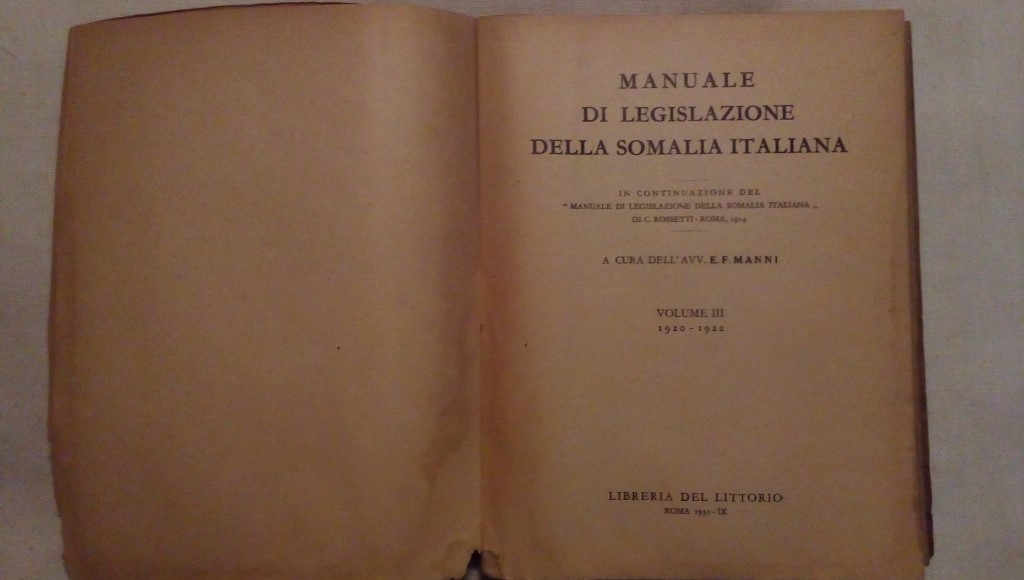 MANUALE
DI LEGISLAZIONE
DELLA SOMALIA ITALIANA
IN CONTINUAZIONE DEL
“ MANUALE DI LEGISLAZIONE DELLA SOMALIA ITALIANA „
DI C. ROSSETTI - ROMA, 1914
A CURA DELL'AVV. E. F. MANNI
VOLUME III
1920 - 1922
LIBRERIA DEL LITTORIO
ROMA 1931 - IX